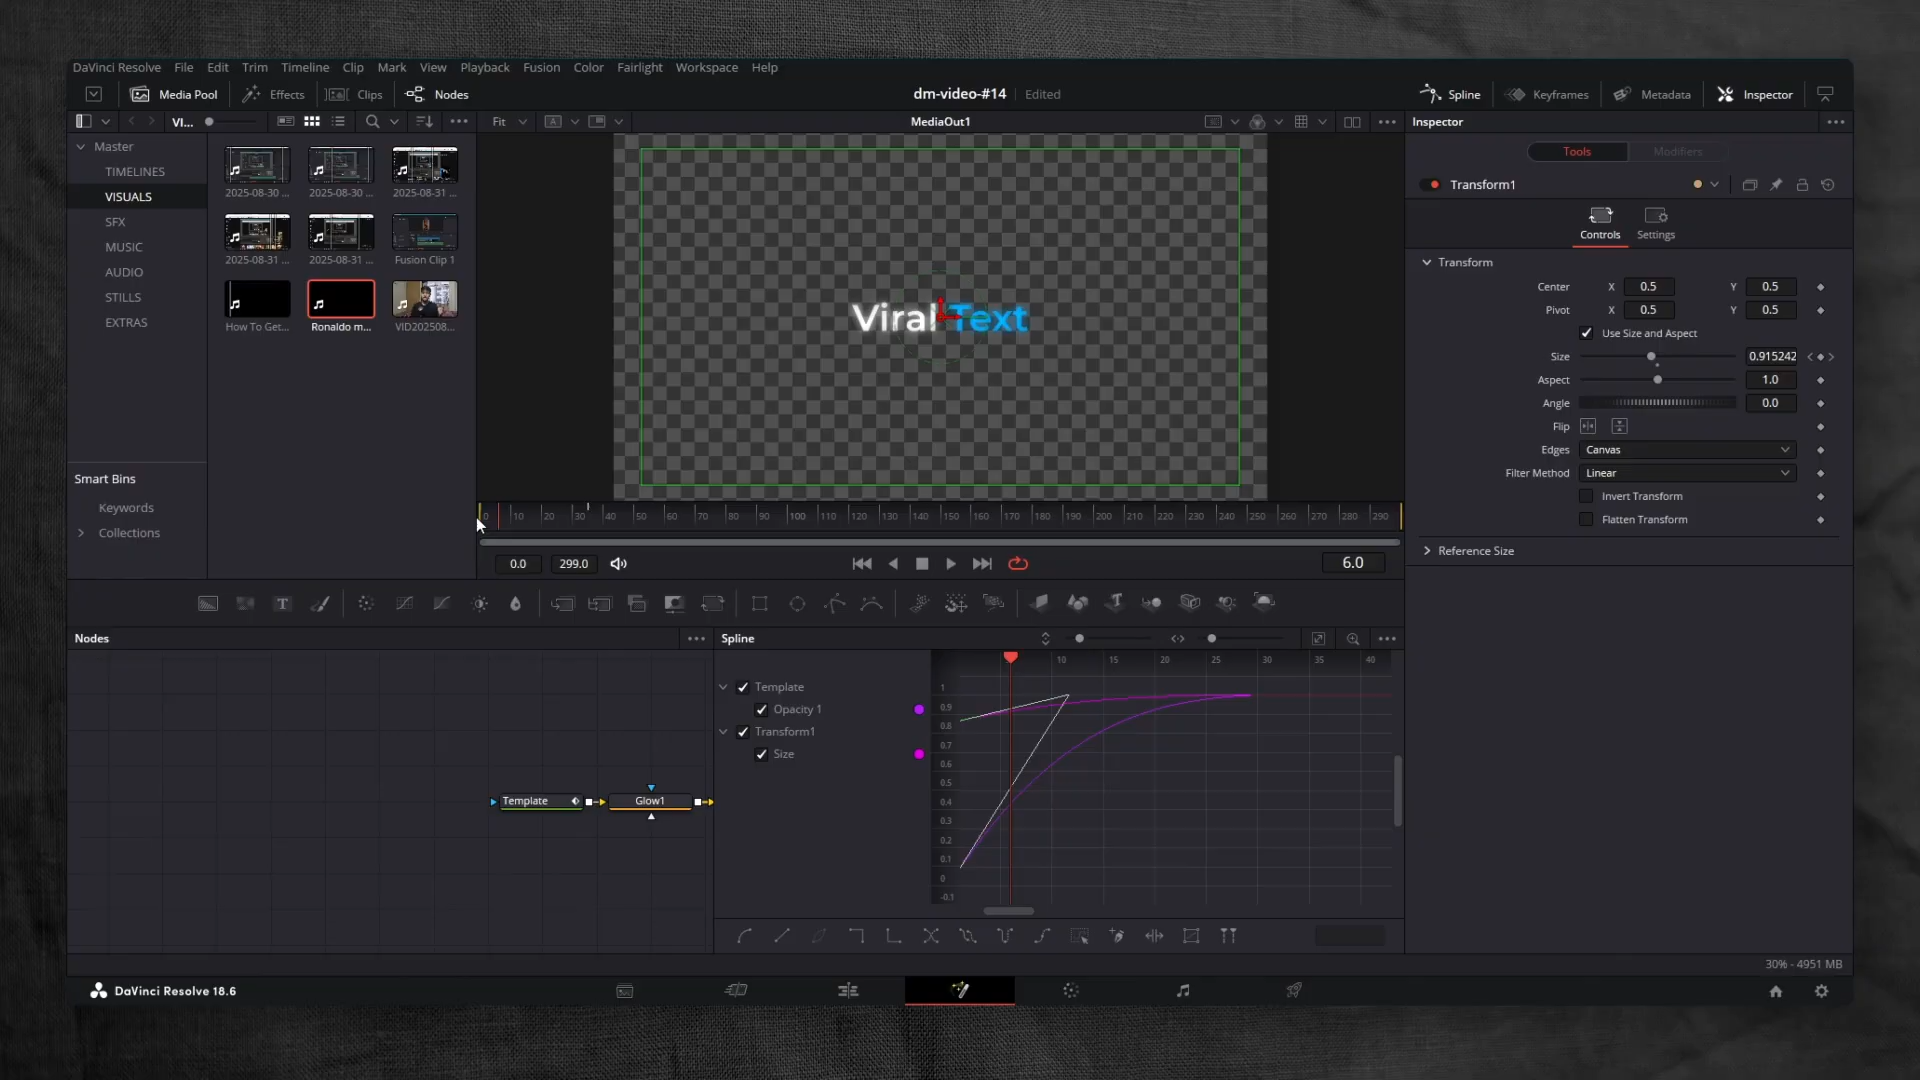 DaVinci Resolve File Edit Trim Timeline Clip Mark View Playback Fusion Color Fairlight Workspace Help
Media Pool Effects Clips Nodes dm-video-#14 Edited Spline Keyframes Metadata Inspector
VI... Fit MediaOut1 Inspector
Master
TIMELINES
VISUALS
SFX
MUSIC
AUDIO
STILLS
EXTRAS
Smart Bins
Keywords
Collections
2025-08-30 ... 2025-08-30 ... 2025-08-31 ...
2025-08-31 ... 2025-08-31 ... Fusion Clip 1
How To Get... Ronaldo m... VID202508...
Viral Text
0 10 20 30 40 50 60 70 80 90 100 110 120 130 140 150 160 170 180 190 200 210 220 230 240 250 260 270 280 290
0.0 299.0 6.0
Tools Modifiers
Transform1
Controls Settings
Transform
Center X 0.5 Y 0.5
Pivot X 0.5 Y 0.5
Use Size and Aspect
Size 0.915242
Aspect 1.0
Angle 0.0
Flip
Edges Canvas
Filter Method Linear
Invert Transform
Flatten Transform
Reference Size
Nodes
Template Glow1
Spline
Template
Opacity 1
Transform1
Size
10 15 20 25 30 35 40
1
0.9
0.8
0.7
0.6
0.5
0.4
0.3
0.2
0.1
0
-0.1
30% - 4951 MB
DaVinci Resolve 18.6